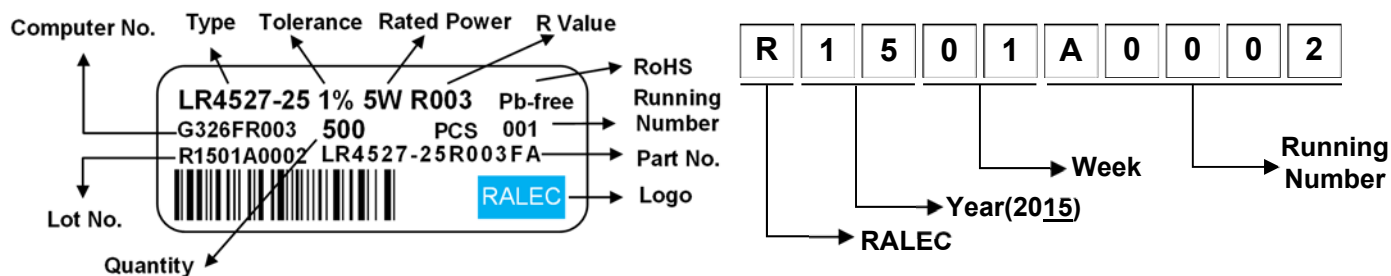 Computer No. Type Tolerance Rated Power R Value
RoHS
LR4527-25 1% 5W R003 Pb-free
Running Number
G326FR003 500 PCS 001
R1501A0002 LR4527-25R003FA
Part No.
RALEC
Logo
Lot No.
Quantity
R 1 5 0 1 A 0 0 0 2
Running
Number
Week
Year(2015)
RALEC